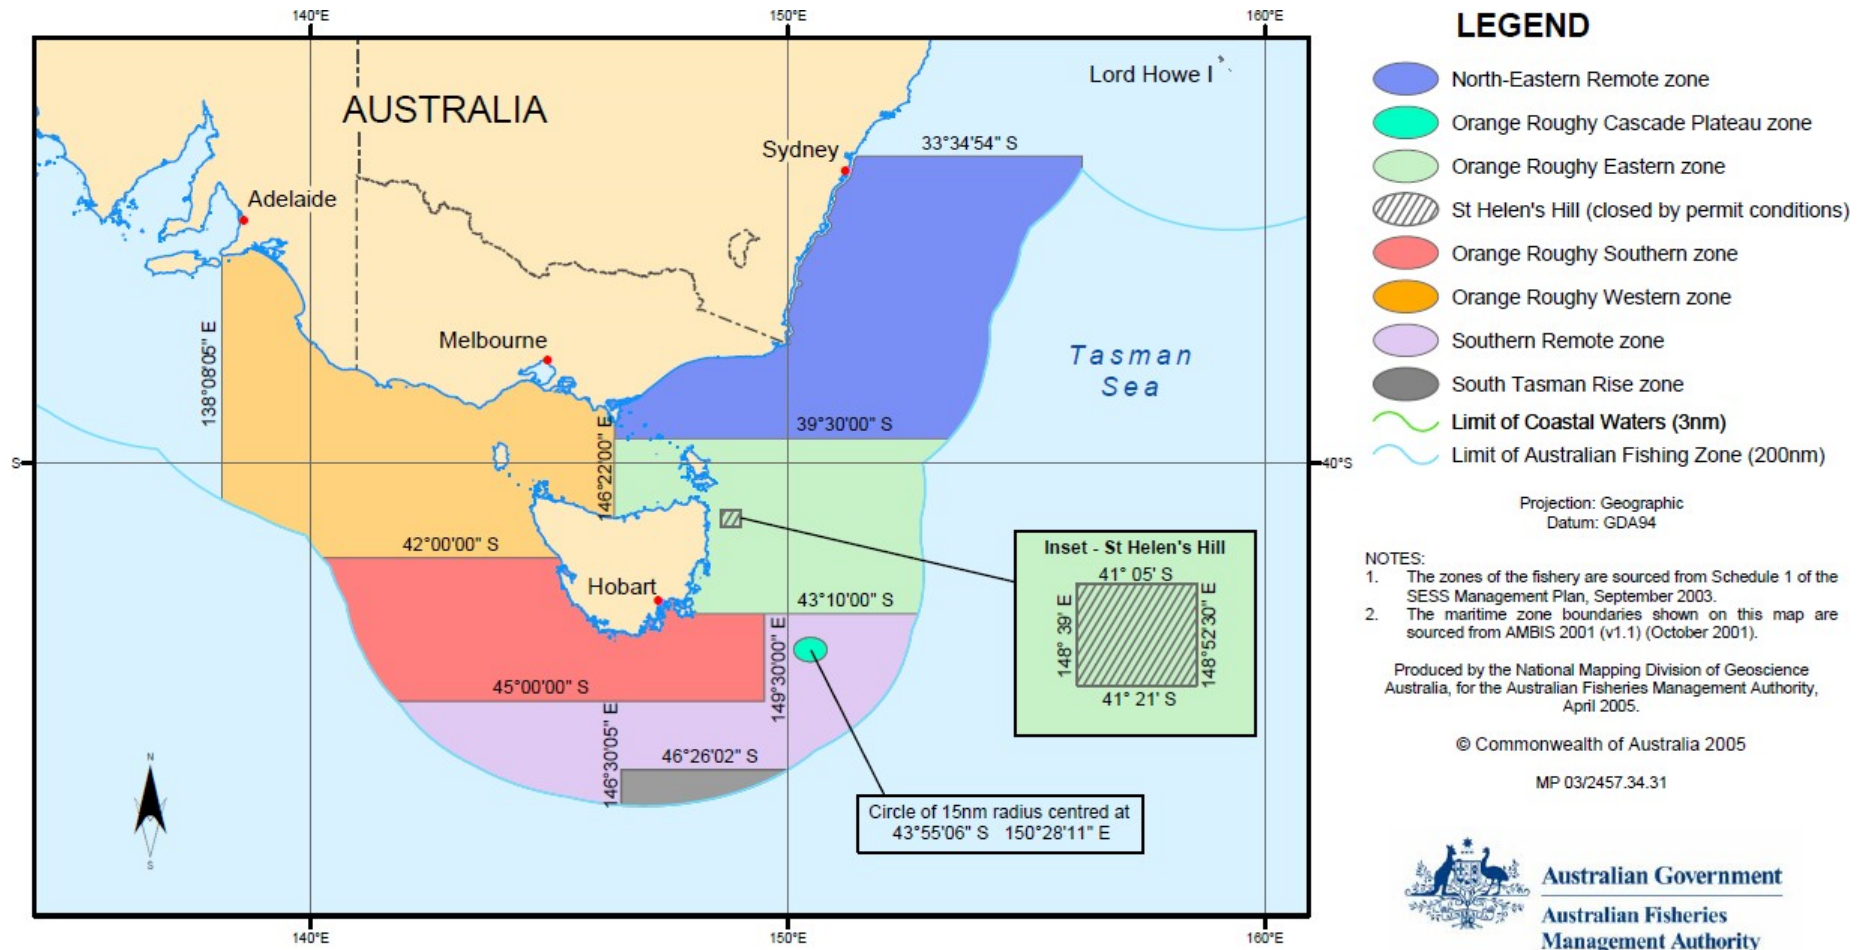 140°E
150°E
160°E
LEGEND
North-Eastern Remote zone
Orange Roughy Cascade Plateau zone
Orange Roughy Eastern zone
St Helen's Hill (closed by permit conditions)
Orange Roughy Southern zone
Orange Roughy Western zone
Southern Remote zone
South Tasman Rise zone
Limit of Coastal Waters (3nm)
Limit of Australian Fishing Zone (200nm)
Projection: Geographic
Datum: GDA94
NOTES:
1. The zones of the fishery are sourced from Schedule 1 of the
SESS Management Plan, September 2003.
2. The maritime zone boundaries shown on this map are
sourced from AMBIS 2001 (v1.1) (October 2001).
Produced by the National Mapping Division of Geoscience
Australia, for the Australian Fisheries Management Authority,
April 2005.
© Commonwealth of Australia 2005
MP 03/2457.34.31
Australian Government
Australian Fisheries
Management Authority
Lord Howe I
AUSTRALIA
Sydney
33°34'54" S
Adelaide
138°08'05" E
Melbourne
Tasman
Sea
39°30'00" S
146°22'00" E
S
40°S
42°00'00" S
Hobart
43°10'00" S
Inset - St Helen's Hill
41° 05' S
148° 39' E
148°52'30" E
41° 21' S
149°30'00" E
45°00'00" S
146°30'05" E
46°26'02" S
Circle of 15nm radius centred at
43°55'06" S 150°28'11" E
N
S
140°E
150°E
160°E